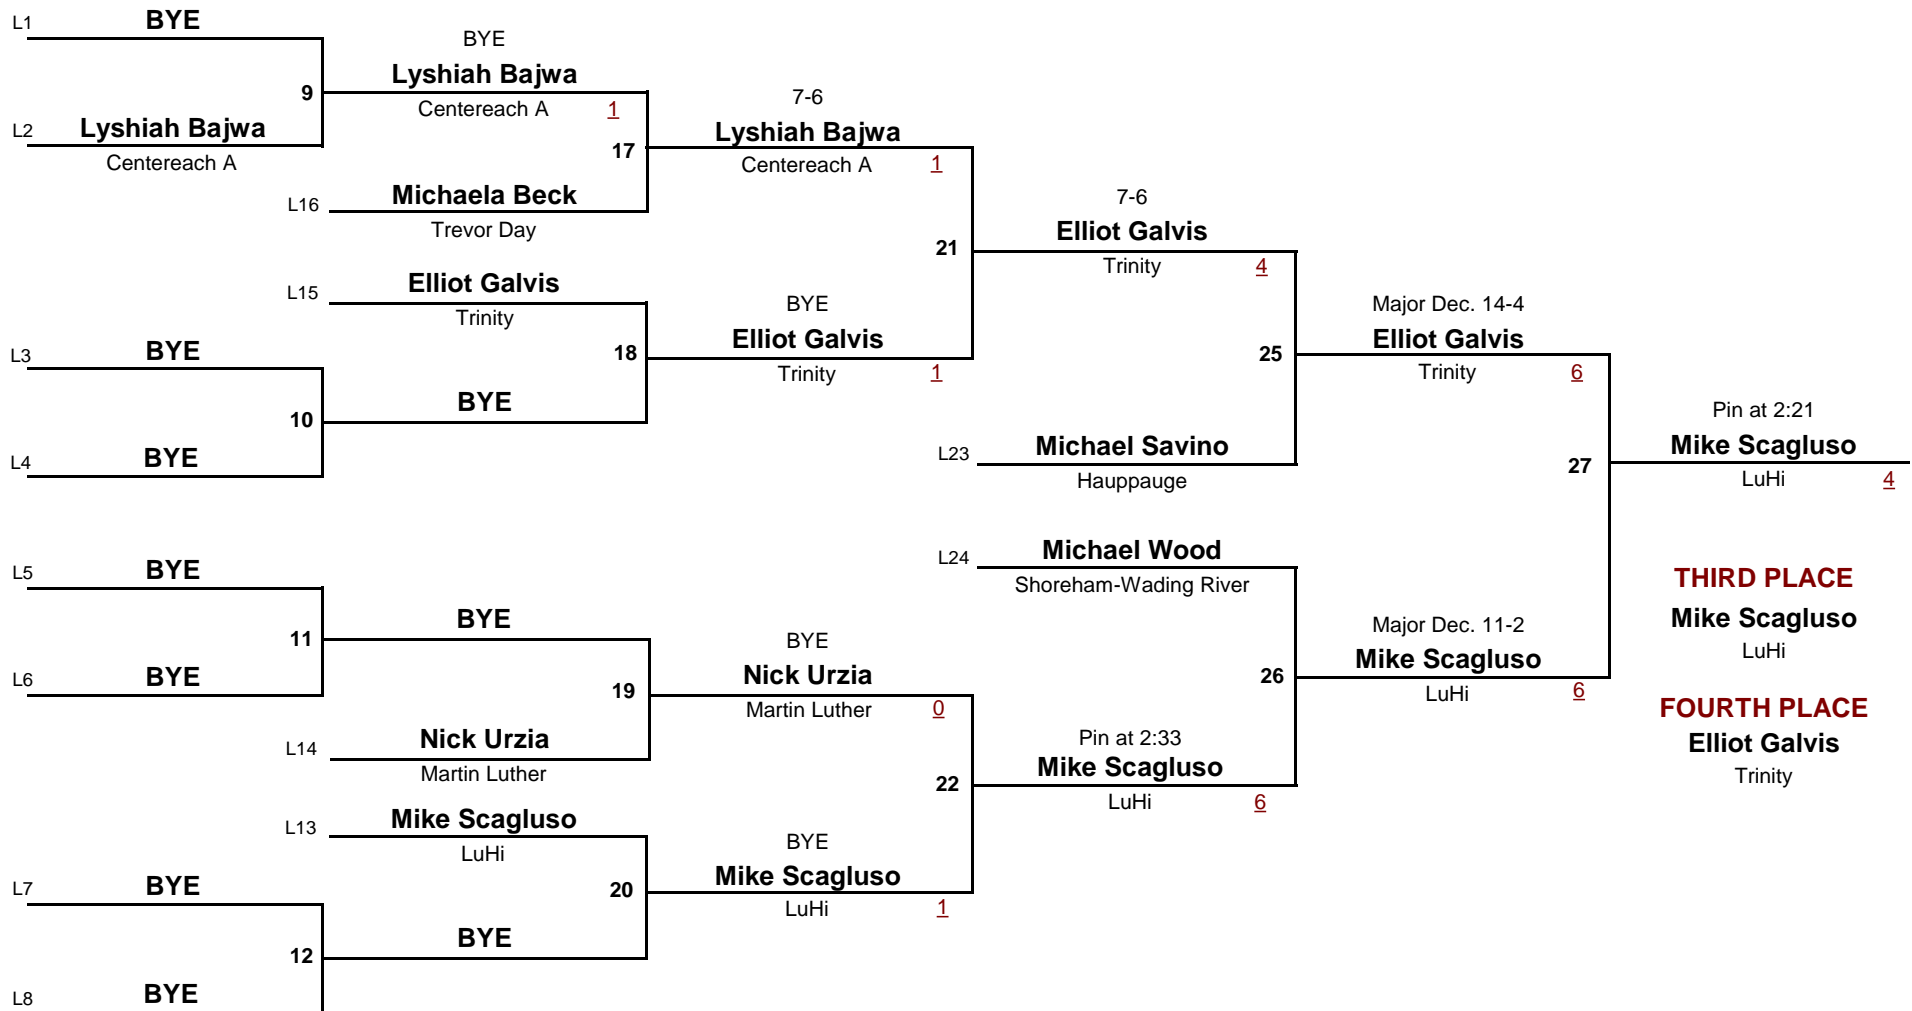 L1
BYE
9
L2
Lyshiah Bajwa
Centereach A
BYE
Lyshiah Bajwa
Centereach A
1
17
L16
Michaela Beck
Trevor Day
7-6
Lyshiah Bajwa
Centereach A
1
21
L15
Elliot Galvis
Trinity
18
L3
BYE
10
L4
BYE
BYE
BYE
Elliot Galvis
Trinity
1
7-6
Elliot Galvis
Trinity
4
25
L23
Michael Savino
Hauppauge
Major Dec. 14-4
Elliot Galvis
Trinity
6
27
Pin at 2:21
Mike Scagluso
LuHi
4
L5
BYE
11
L6
BYE
BYE
19
L14
Nick Urzia
Martin Luther
BYE
Nick Urzia
Martin Luther
0
22
L13
Mike Scagluso
LuHi
20
L7
BYE
12
L8
BYE
BYE
BYE
Mike Scagluso
LuHi
1
L24
Michael Wood
Shoreham-Wading River
26
Pin at 2:33
Mike Scagluso
LuHi
6
Major Dec. 11-2
Mike Scagluso
LuHi
6
THIRD PLACE
Mike Scagluso
LuHi
FOURTH PLACE
Elliot Galvis
Trinity